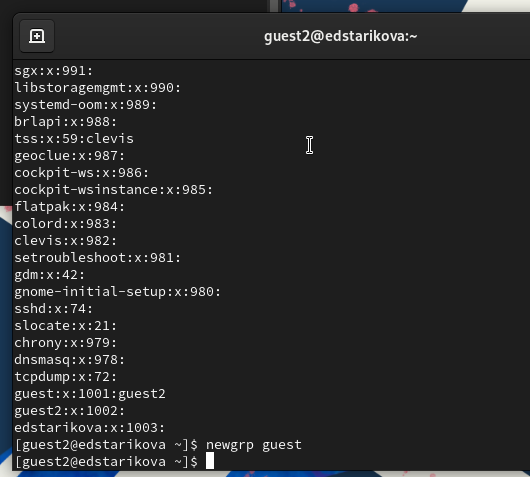 guest2@edstarikova:~
sgx:x:991:
libstoragemgmt:x:990:
systemd-oom:x:989:
brlapi:x:988:
tss:x:59:clevis
geoclue:x:987:
cockpit-ws:x:986:
cockpit-wsinstance:x:985:
flatpak:x:984:
colord:x:983:
clevis:x:982:
setroubleshoot:x:981:
gdm:x:42:
gnome-initial-setup:x:980:
sshd:x:74:
slocate:x:21:
chrony:x:979:
dnsmasq:x:978:
tcpdump:x:72:
guest:x:1001:guest2
guest2:x:1002:
edstarikova:x:1003:
[guest2@edstarikova ~]$ newgrp guest
[guest2@edstarikova ~]$